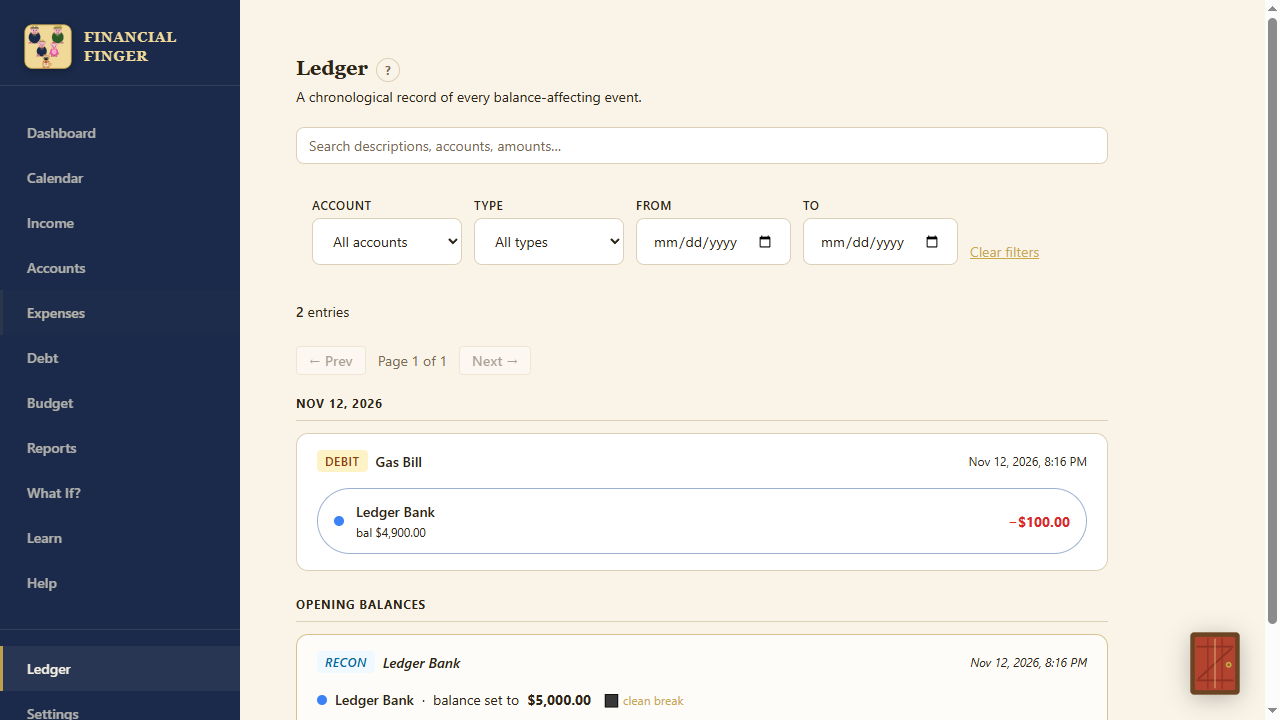 FINANCIAL
FINGER
Dashboard
Calendar
Income
Accounts
Expenses
Debt
Budget
Reports
What If?
Learn
Help
Ledger
Settings
Ledger ?
A chronological record of every balance-affecting event.
Search descriptions, accounts, amounts...
ACCOUNT TYPE FROM TO
All accounts All types mm/dd/yyyy mm/dd/yyyy Clear filters
2 entries
← Prev Page 1 of 1 Next →
NOV 12, 2026
DEBIT Gas Bill Nov 12, 2026, 8:16 PM
Ledger Bank
bal $4,900.00
−$100.00
OPENING BALANCES
RECON Ledger Bank Nov 12, 2026, 8:16 PM
Ledger Bank · balance set to $5,000.00 clean break